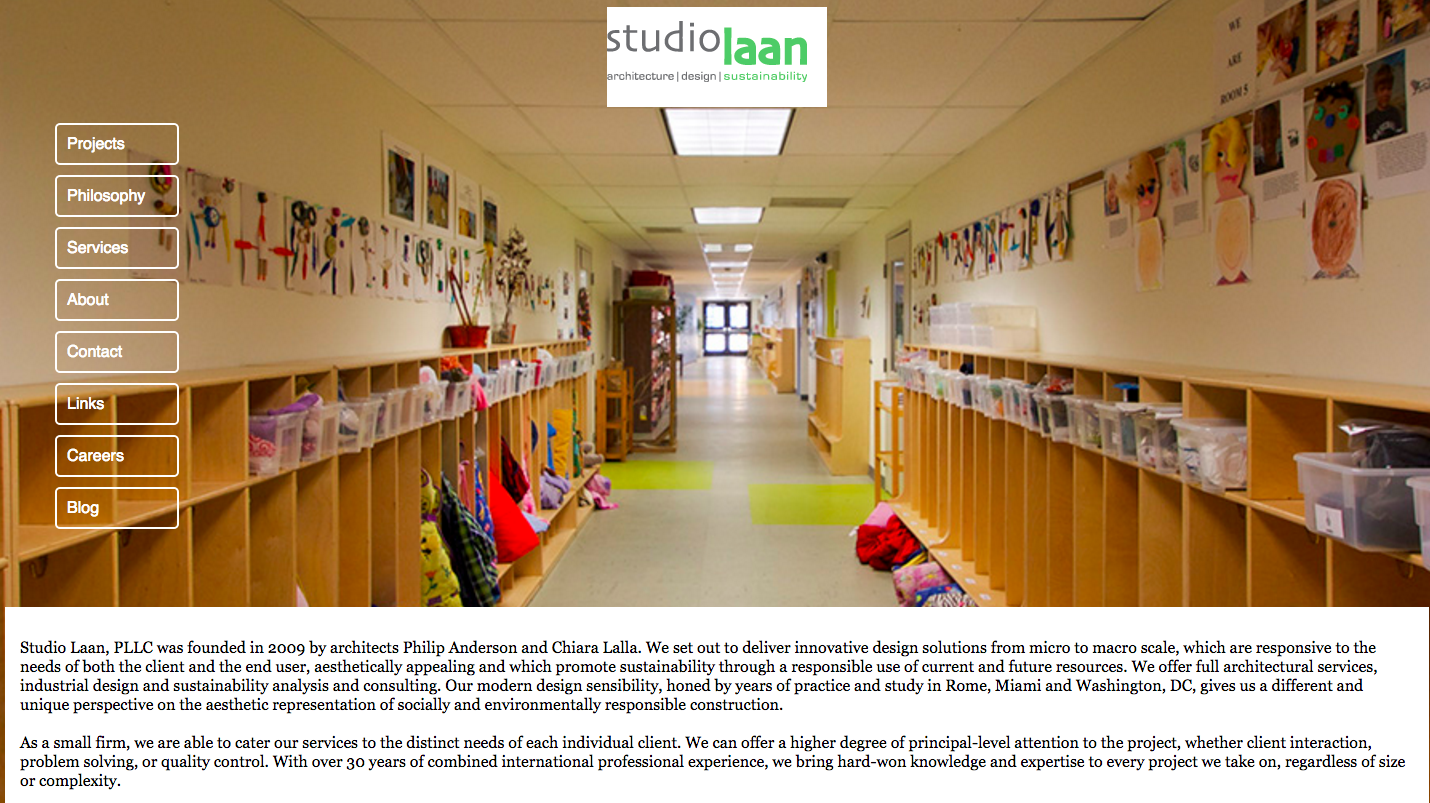 studiolaan
architecture | design | sustainability
WE
ARE
ROOM 5
Projects
Philosophy
Services
About
Contact
Links
Careers
Blog
Studio Laan, PLLC was founded in 2009 by architects Philip Anderson and Chiara Lalla. We set out to deliver innovative design solutions from micro to macro scale, which are responsive to the
needs of both the client and the end user, aesthetically appealing and which promote sustainability through a responsible use of current and future resources. We offer full architectural services,
industrial design and sustainability analysis and consulting. Our modern design sensibility, honed by years of practice and study in Rome, Miami and Washington, DC, gives us a different and
unique perspective on the aesthetic representation of socially and environmentally responsible construction.
As a small firm, we are able to cater our services to the distinct needs of each individual client. We can offer a higher degree of principal-level attention to the project, whether client interaction,
problem solving, or quality control. With over 30 years of combined international professional experience, we bring hard-won knowledge and expertise to every project we take on, regardless of size
or complexity.